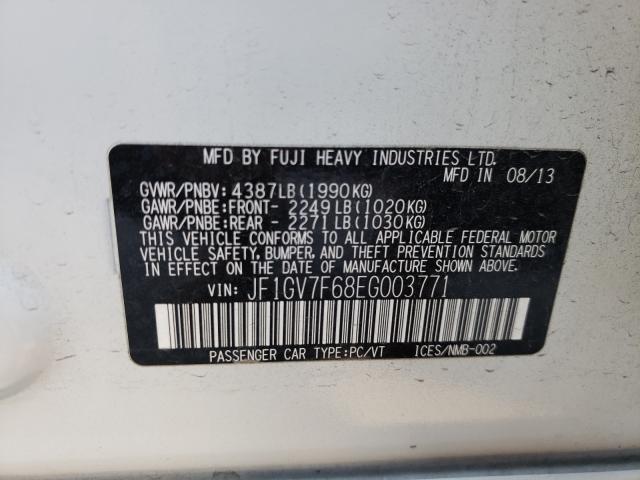 MFD BY FUJI HEAVY INDUSTRIES LTD.
MFD IN 08/13
GVWR/PNBV: 4387LB(1990KG)
GAWR/PNBE:FRONT- 2249LB(1020KG)
GAWR/PNBE:REAR - 2271LB(1030KG)
THIS VEHICLE CONFORMS TO ALL APPLICABLE FEDERAL MOTOR
VEHICLE SAFETY, BUMPER, AND THEFT PREVENTION STANDARDS
IN EFFECT ON THE DATE OF MANUFACTURE SHOWN ABOVE.
VIN: JF1GV7F68EG003771
PASSENGER CAR TYPE:PC/VT ICES/NMB-002